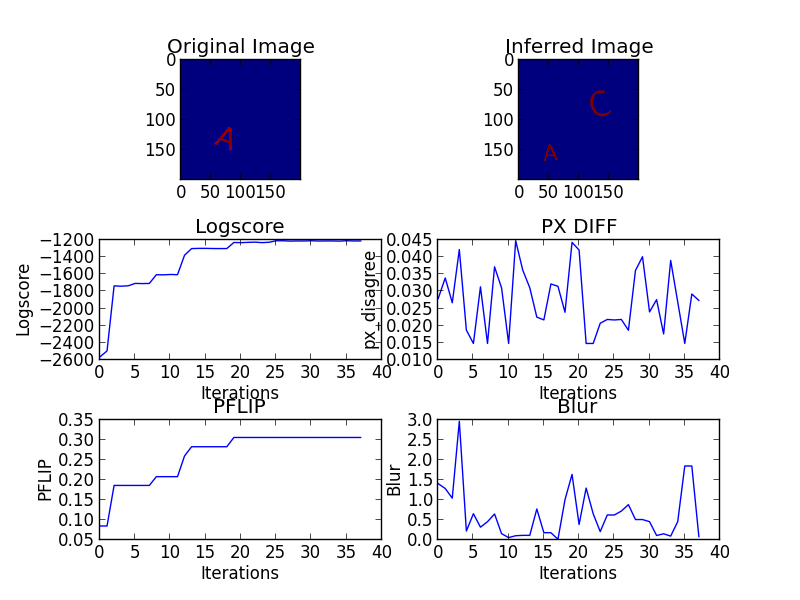 Original Image
0
50
100
150
0 50 100 150
A
Inferred Image
0
50
100
150
0 50 100 150
C
A
Logscore
Logscore
−1200
−1400
−1600
−1800
−2000
−2200
−2400
−2600
0 5 10 15 20 25 30 35 40
Iterations
PX DIFF
px_disagree
0.045
0.040
0.035
0.030
0.025
0.020
0.015
0.010
0 5 10 15 20 25 30 35 40
Iterations
PFLIP
PFLIP
0.35
0.30
0.25
0.20
0.15
0.10
0.05
0 5 10 15 20 25 30 35 40
Iterations
Blur
Blur
3.0
2.5
2.0
1.5
1.0
0.5
0.0
0 5 10 15 20 25 30 35 40
Iterations